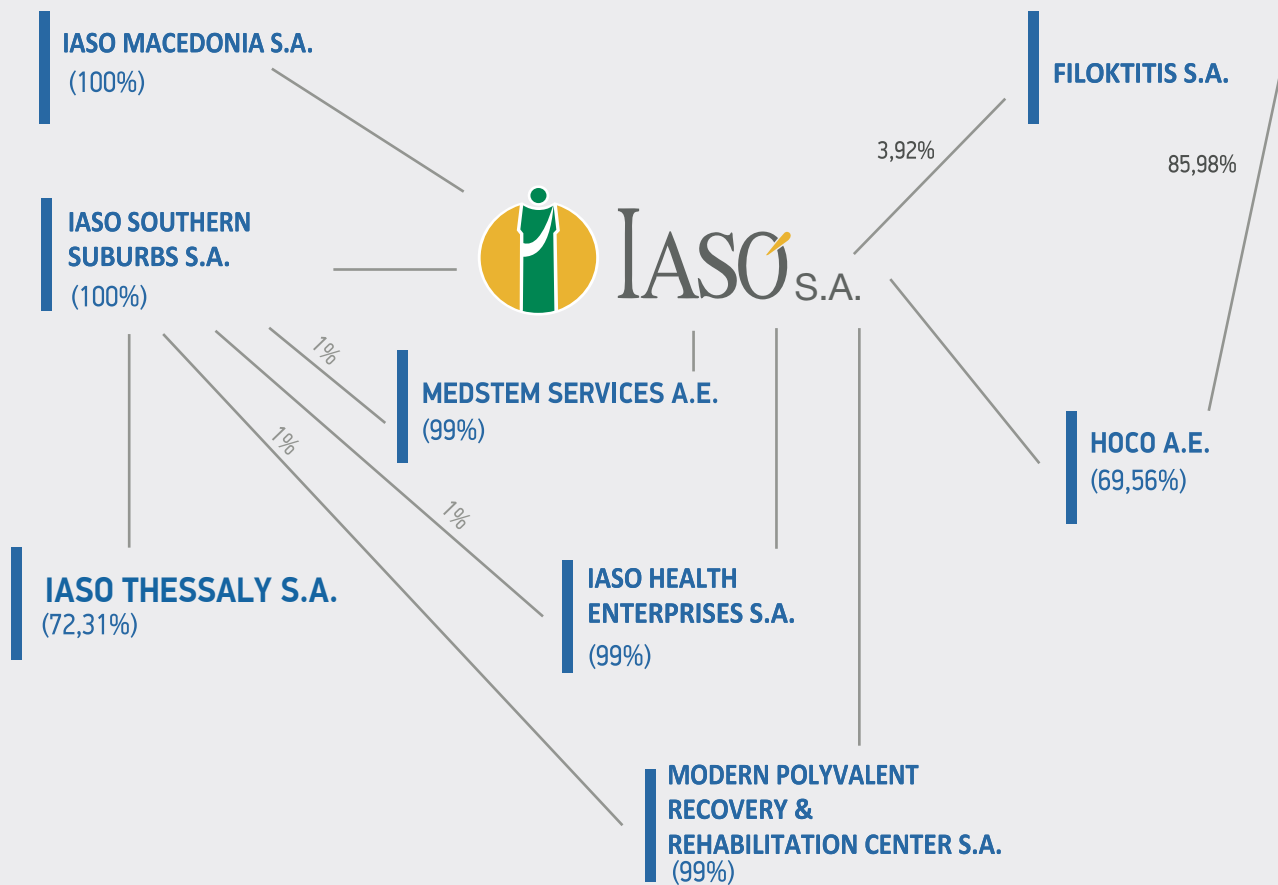 IASO MACEDONIA S.A.
(100%)
FILOKTITIS S.A.
3,92%
85,98%
IASO SOUTHERN
SUBURBS S.A.
(100%)
IASO S.A.
1%
MEDSTEM SERVICES A.E.
(99%)
1%
HOCO A.E.
(69,56%)
1%
IASO THESSALY S.A.
(72,31%)
IASO HEALTH
ENTERPRISES S.A.
(99%)
MODERN POLYVALENT
RECOVERY &
REHABILITATION CENTER S.A.
(99%)